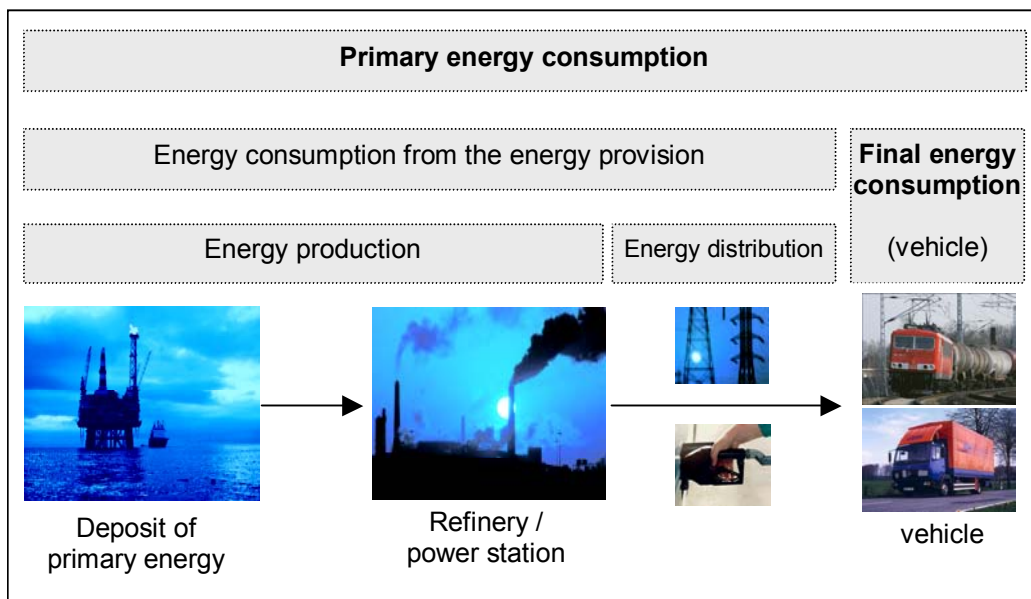 Primary energy consumption
Energy consumption from the energy provision
Final energy
consumption
(vehicle)
Energy production
Energy distribution
Deposit of
primary energy
Refinery /
power station
vehicle